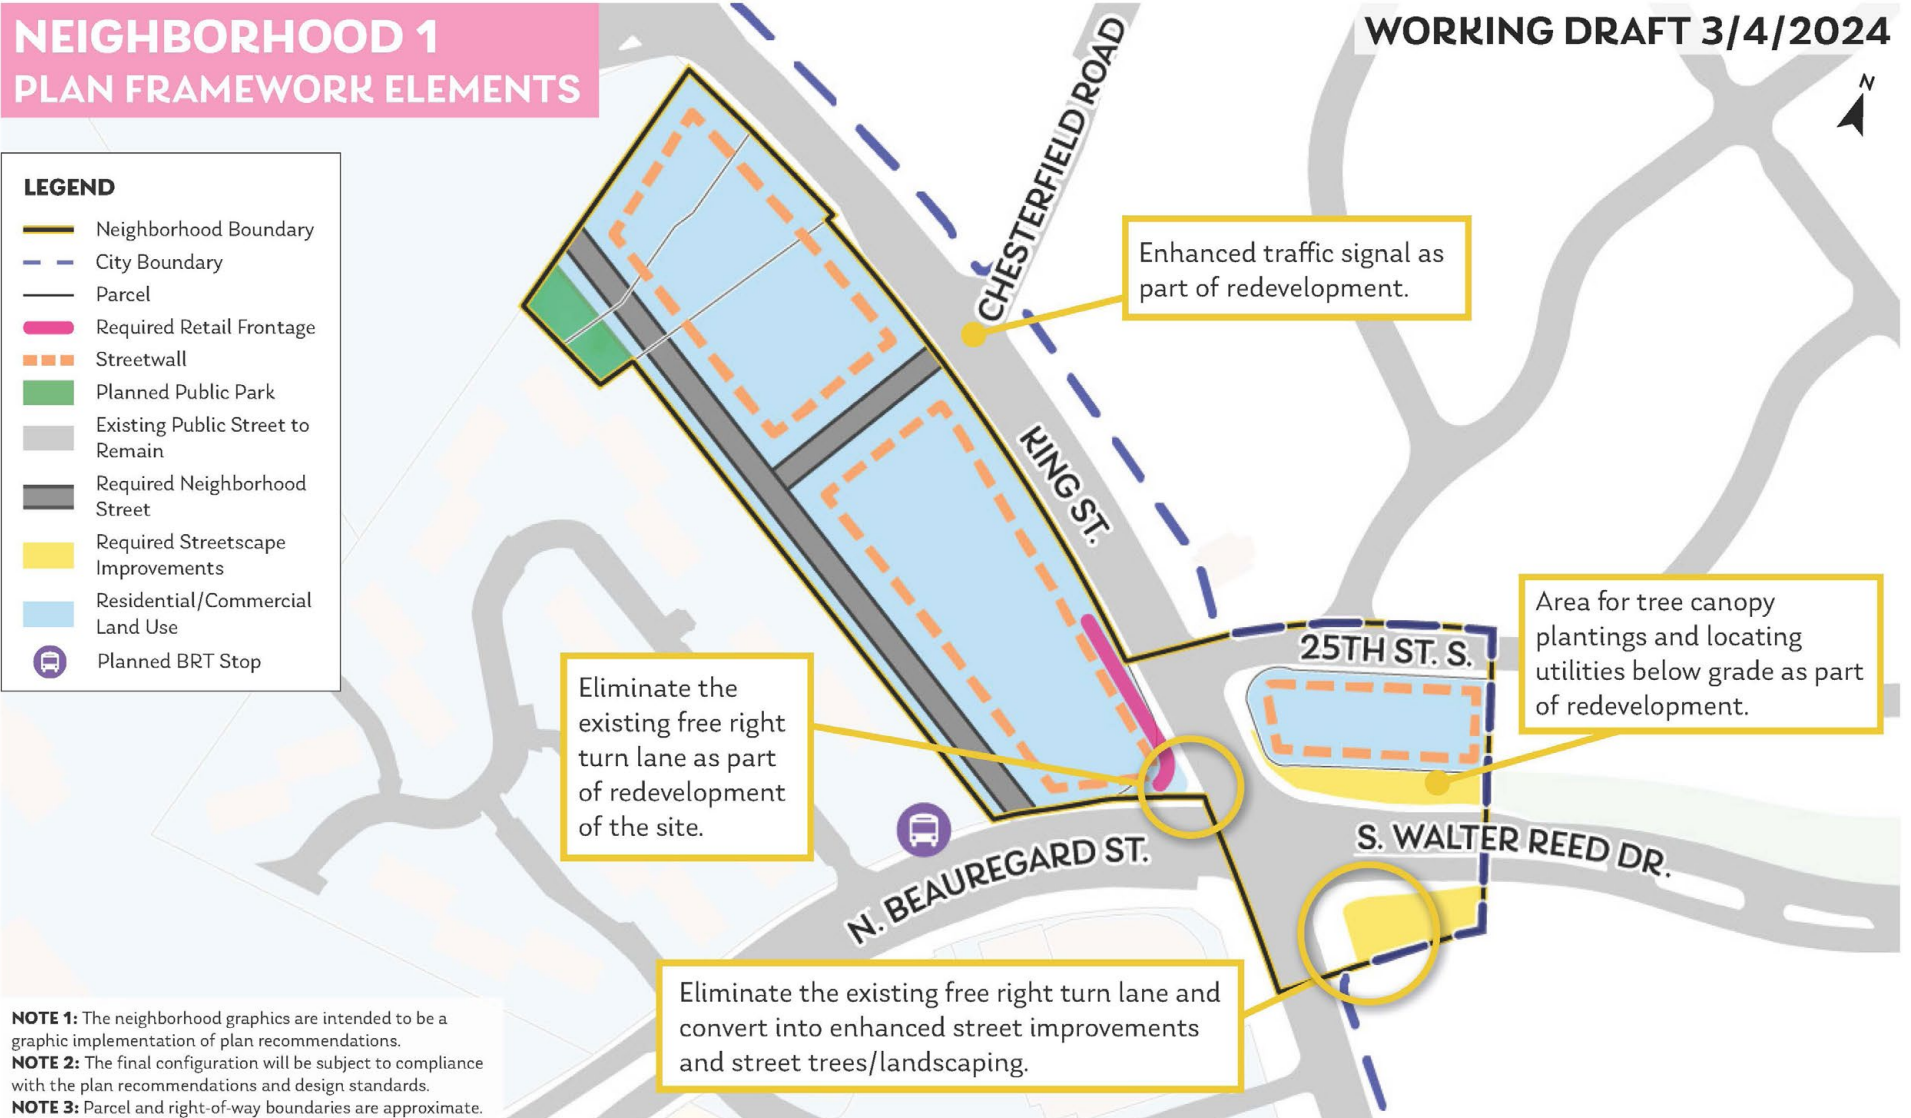 NEIGHBORHOOD 1
PLAN FRAMEWORK ELEMENTS
WORKING DRAFT 3/4/2024
N
LEGEND
Neighborhood Boundary
City Boundary
Parcel
Required Retail Frontage
Streetwall
Planned Public Park
Existing Public Street to
Remain
Required Neighborhood
Street
Required Streetscape
Improvements
Residential/Commercial
Land Use
Planned BRT Stop
CHESTERFIELD ROAD
Enhanced traffic signal as
part of redevelopment.
KING ST.
25TH ST. S.
Area for tree canopy
plantings and locating
utilities below grade as part
of redevelopment.
Eliminate the
existing free right
turn lane as part
of redevelopment
of the site.
S. WALTER REED DR.
N. BEAUREGARD ST.
Eliminate the existing free right turn lane and
convert into enhanced street improvements
and street trees/landscaping.
NOTE 1: The neighborhood graphics are intended to be a
graphic implementation of plan recommendations.
NOTE 2: The final configuration will be subject to compliance
with the plan recommendations and design standards.
NOTE 3: Parcel and right-of-way boundaries are approximate.